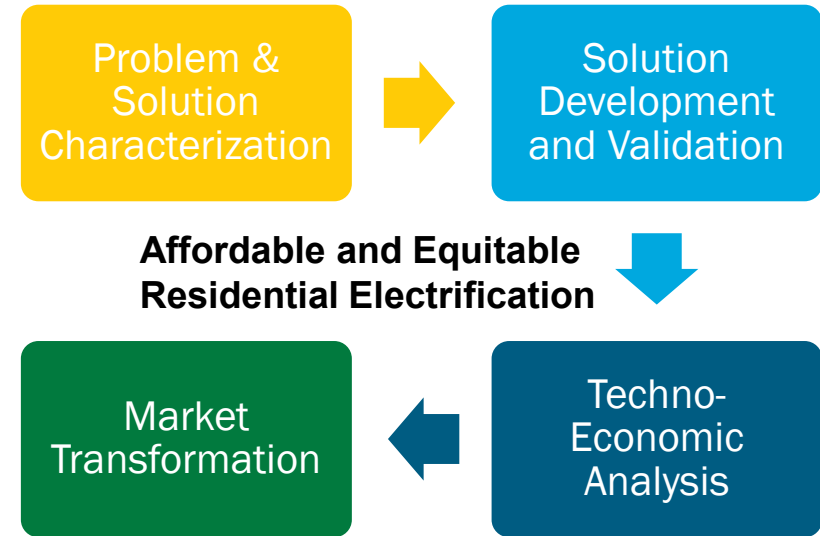 Problem &
Solution
Characterization
Solution
Development
and Validation
Affordable and Equitable
Residential Electrification
Market
Transformation
Techno-
Economic
Analysis